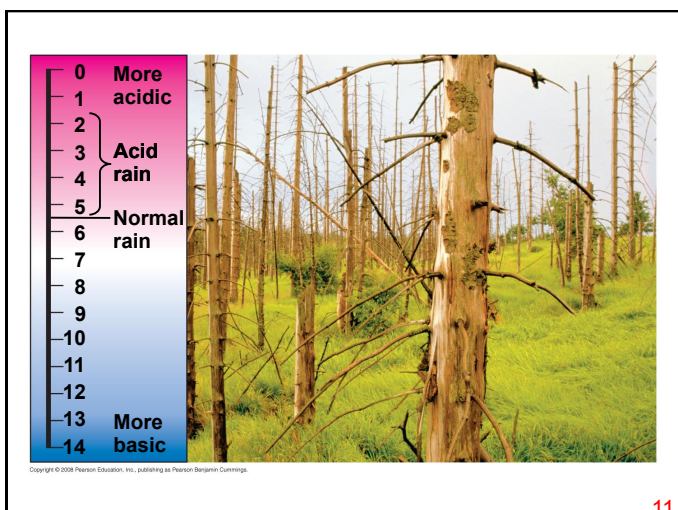 0
More
acidic
1
2
3
Acid
rain
4
5
Normal
rain
6
7
8
9
10
11
12
13
More
basic
14
Copyright © 2008 Pearson Education, Inc., publishing as Pearson Benjamin Cummings.
11